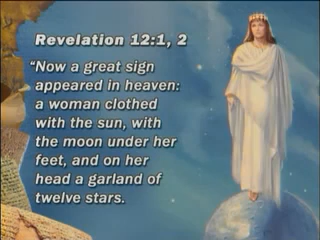 Revelation 12:1, 2
“Now a great sign
appeared in heaven:
a woman clothed
with the sun, with
the moon under her
feet, and on her
head a garland of
twelve stars.